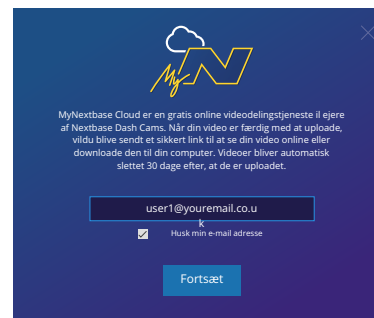 My N
MyNextbase Cloud er en gratis online videodelingstjeneste il ejere
af Nextbase Dash Cams. Når din video er færdig med at uploade,
vildu blive sendt et sikkert link til at se din video online eller
downloade den til din computer. Videoer bliver automatisk
slettet 30 dage efter, at de er uploadet.
user1@youremail.co.u
k
Husk min e-mail adresse
Fortsæt